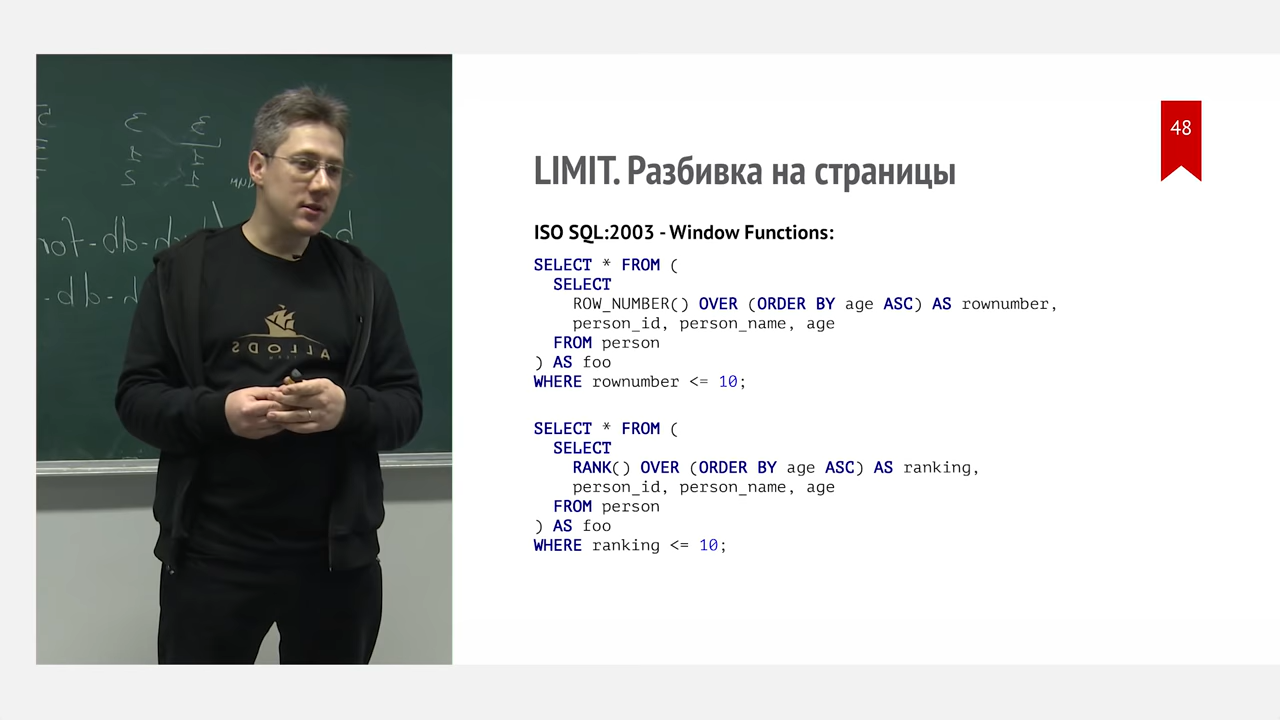 48
LIMIT. Разбивка на страницы
ISO SQL:2003 - Window Functions:
SELECT * FROM (
SELECT
ROW_NUMBER() OVER (ORDER BY age ASC) AS rownumber,
person_id, person_name, age
FROM person
) AS foo
WHERE rownumber <= 10;
SELECT * FROM (
SELECT
RANK() OVER (ORDER BY age ASC) AS ranking,
person_id, person_name, age
FROM person
) AS foo
WHERE ranking <= 10;
ALLODS